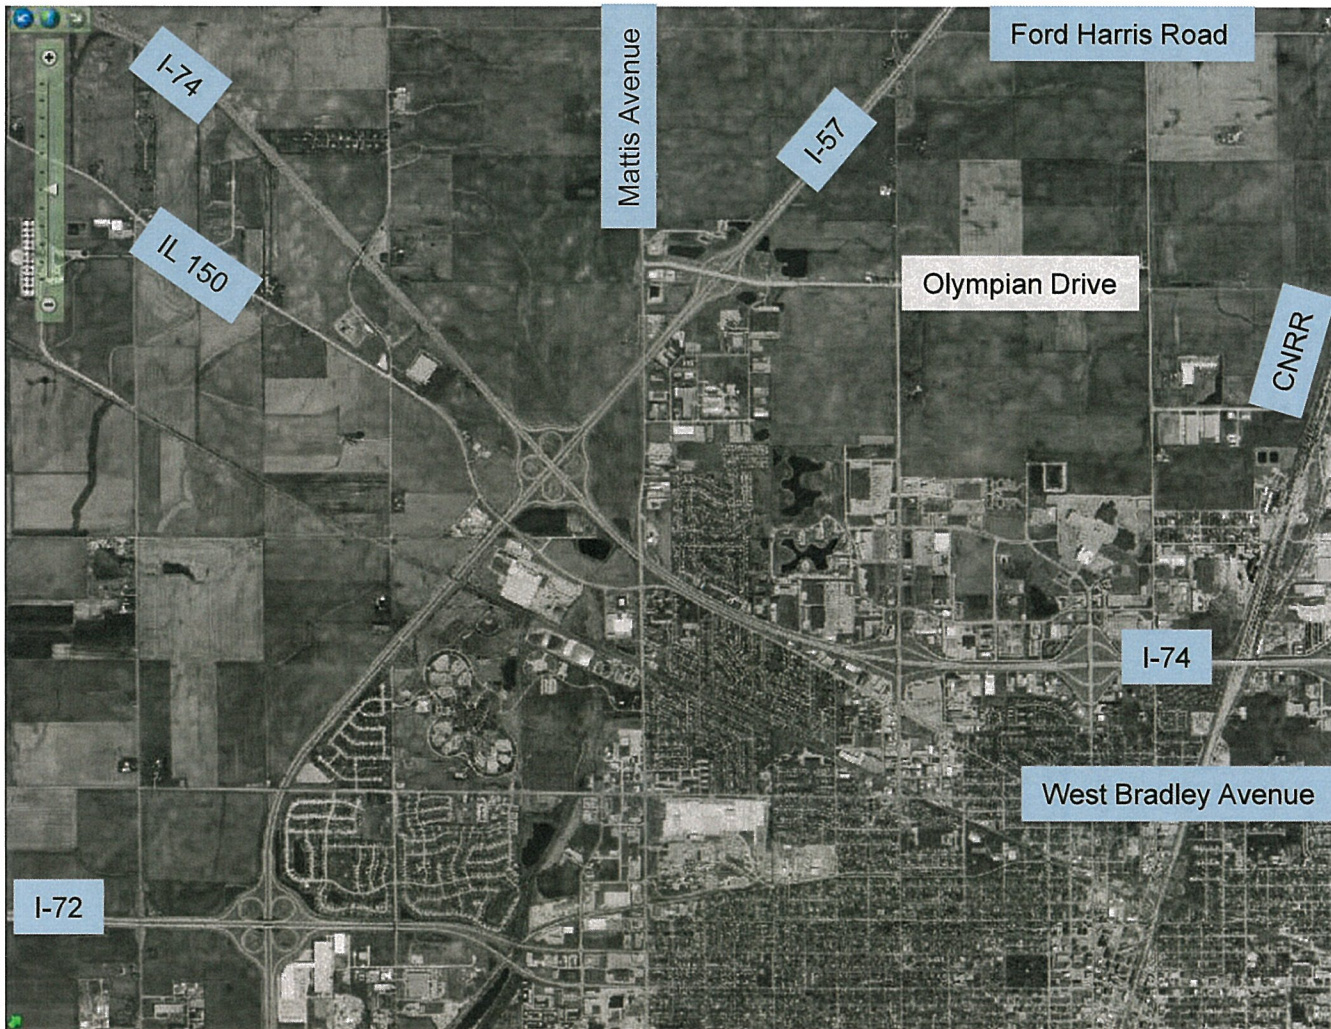 Ford Harris Road
I-74
Mattis Avenue
I-57
IL 150
Olympian Drive
CNRR
I-74
West Bradley Avenue
I-72